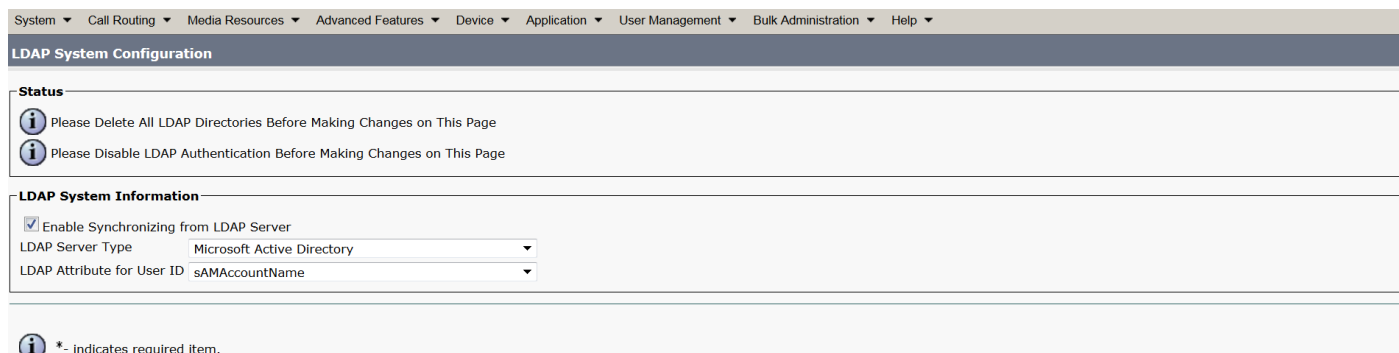 System Call Routing Media Resources Advanced Features Device Application User Management Bulk Administration Help
LDAP System Configuration
Status
Please Delete All LDAP Directories Before Making Changes on This Page
Please Disable LDAP Authentication Before Making Changes on This Page
LDAP System Information
Enable Synchronizing from LDAP Server
LDAP Server Type Microsoft Active Directory
LDAP Attribute for User ID sAMAccountName
*- indicates required item.